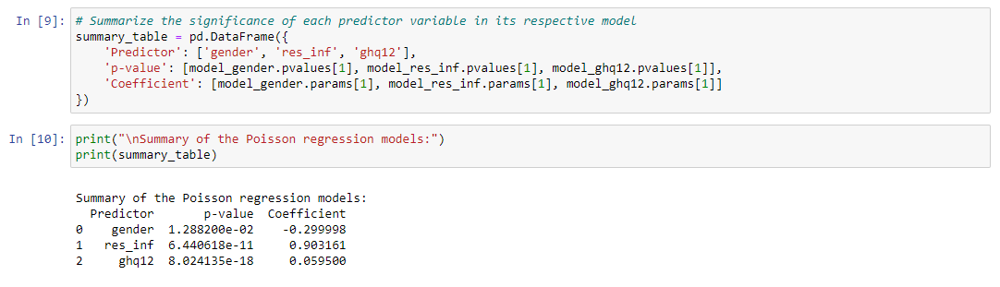 In [9]: # Summarize the significance of each predictor variable in its respective model
summary_table = pd.DataFrame({
    'Predictor': ['gender', 'res_inf', 'ghq12'],
    'p-value': [model_gender.pvalues[1], model_res_inf.pvalues[1], model_ghq12.pvalues[1]],
    'Coefficient': [model_gender.params[1], model_res_inf.params[1], model_ghq12.params[1]]
})
In [10]: print("\nSummary of the Poisson regression models:")
print(summary_table)
Summary of the Poisson regression models:
  Predictor       p-value  Coefficient
0    gender  1.288200e-02    -0.299998
1   res_inf  6.440618e-11     0.903161
2     ghq12  8.024135e-18     0.059500